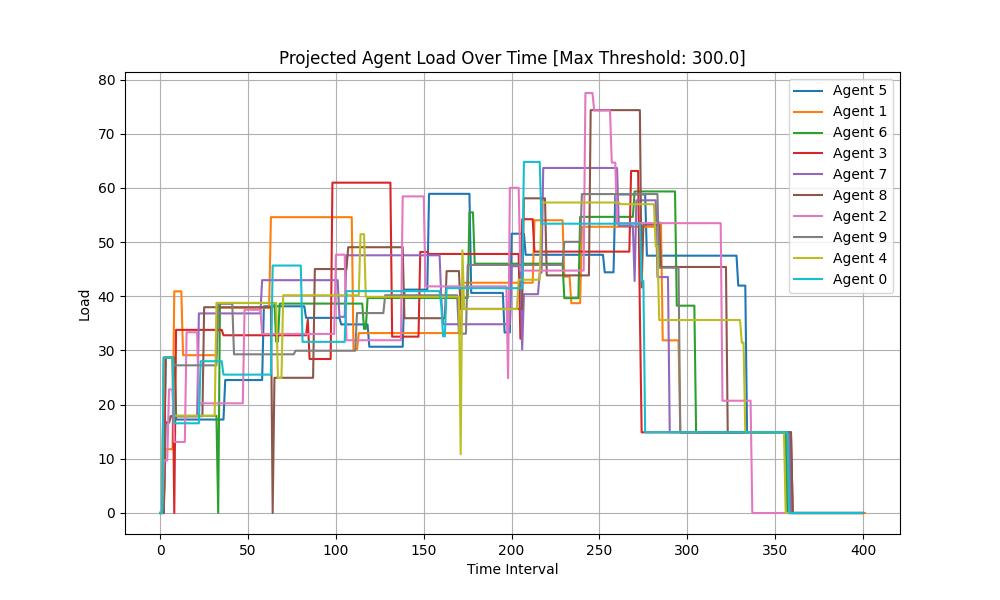 Projected Agent Load Over Time [Max Threshold: 300.0]
Load
80
70
60
50
40
30
20
10
0
0 50 100 150 200 250 300 350 400
Time Interval
Agent 5
Agent 1
Agent 6
Agent 3
Agent 7
Agent 8
Agent 2
Agent 9
Agent 4
Agent 0